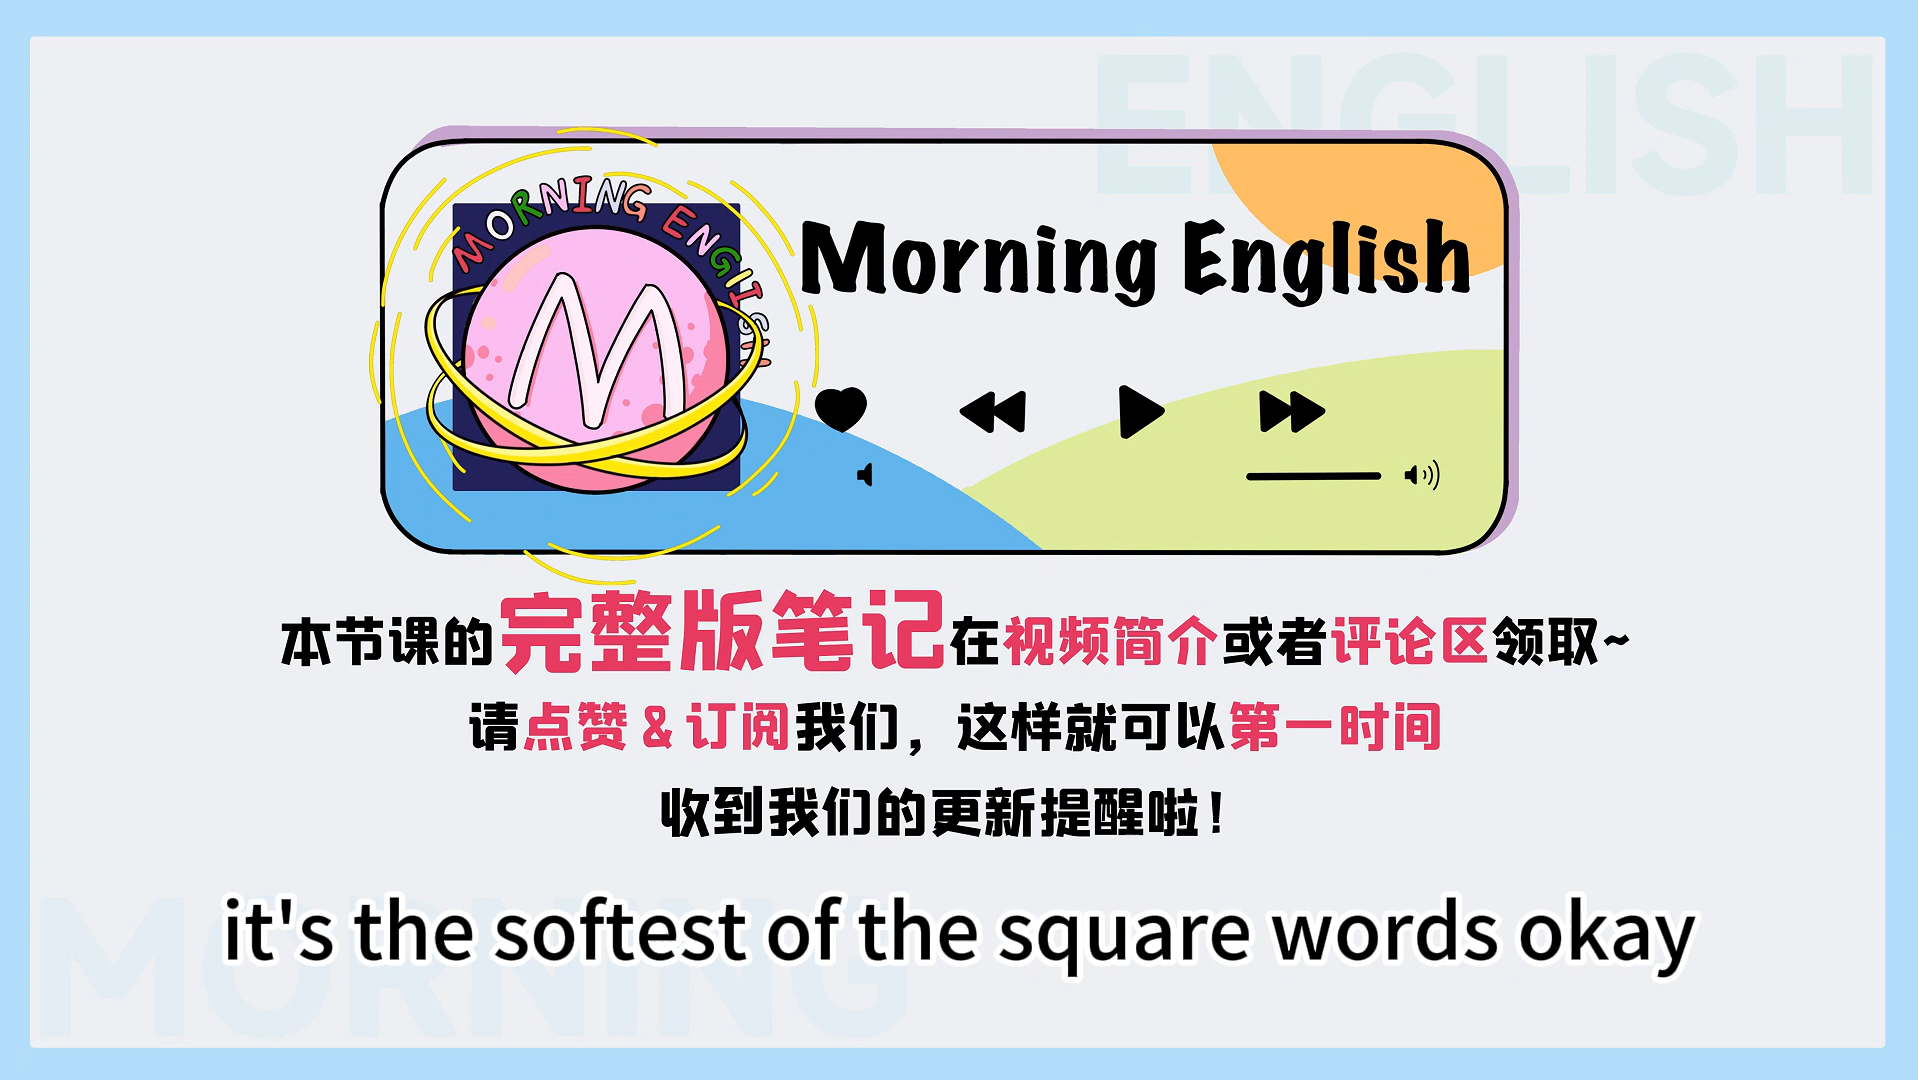 ENGLISH
MORNING ENGLISH
M
Morning English
本节课的完整版笔记在视频简介或者评论区领取~
请点赞&订阅我们，这样就可以第一时间
收到我们的更新提醒啦！
it's the softest of the square words okay
MORNING